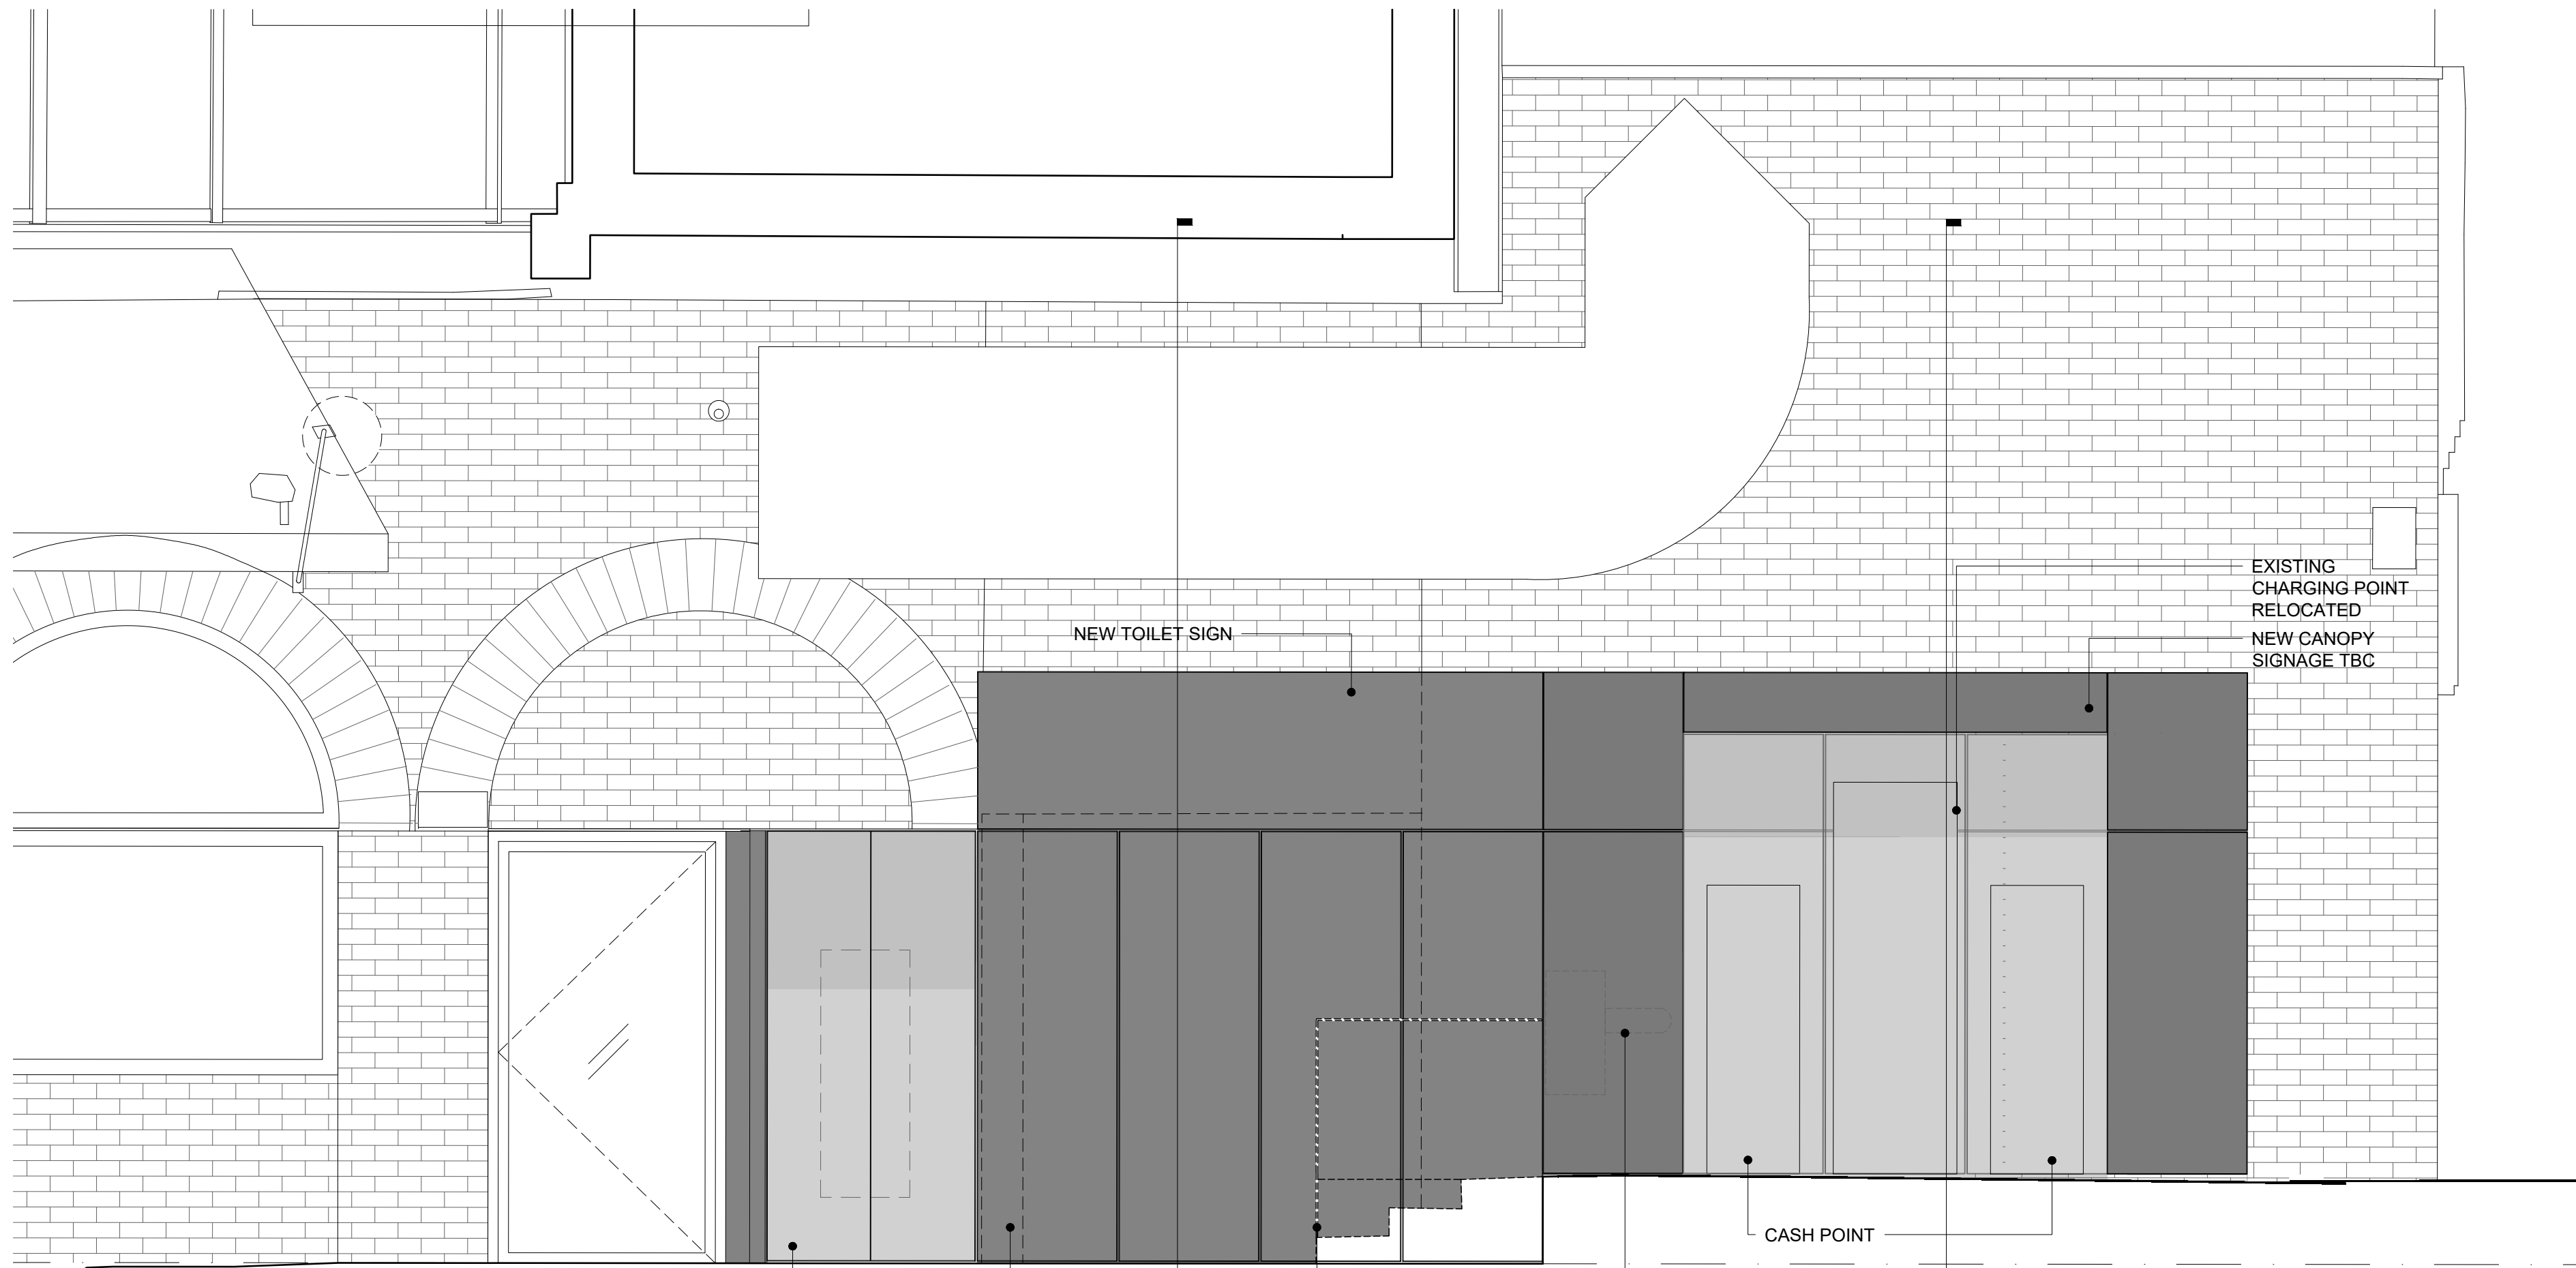 EXISTING
CHARGING POINT
RELOCATED
NEW TOILET SIGN
NEW CANOPY
SIGNAGE TBC
CASH POINT